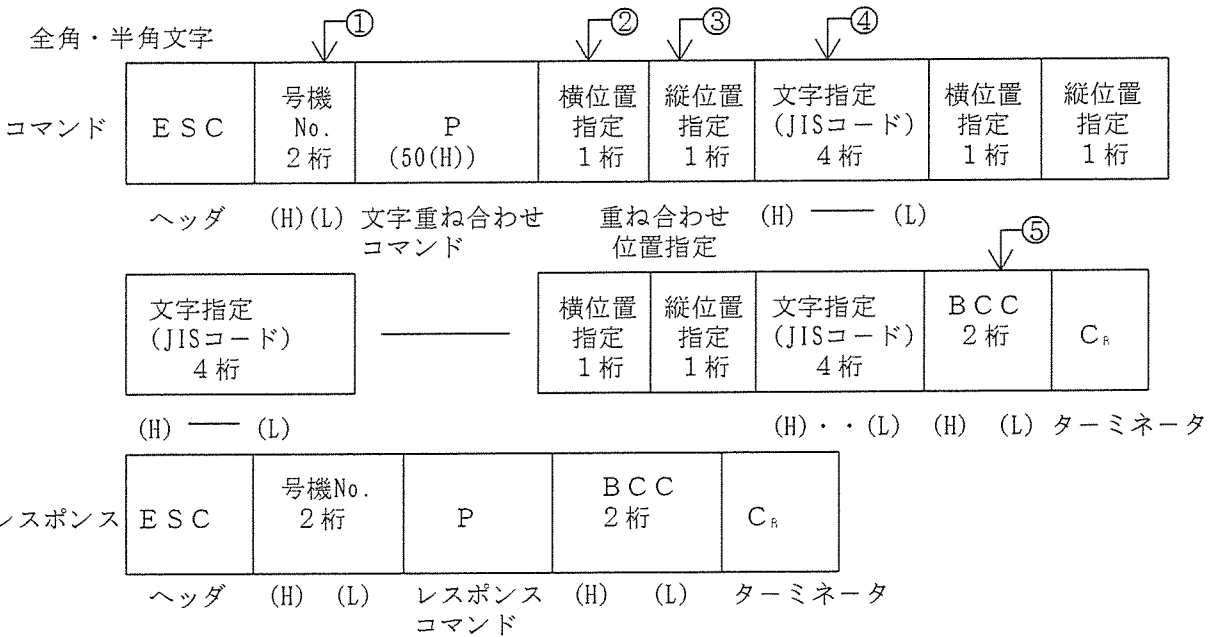 ① ② ③ ④
全角・半角文字
コマンド
ESC
号機
No.
2桁
P
(50(H))
横位置
指定
1桁
縦位置
指定
1桁
文字指定
(JISコード)
4桁
横位置
指定
1桁
縦位置
指定
1桁
ヘッダ (H)(L) 文字重ね合わせ
コマンド
重ね合わせ
位置指定
(H) ── (L)
⑤
文字指定
(JISコード)
4桁
────
横位置
指定
1桁
縦位置
指定
1桁
文字指定
(JISコード)
4桁
BCC
2桁
CR
(H) ── (L) (H)・・(L) (H) (L) ターミネータ
レスポンス
ESC
号機No.
2桁
P
BCC
2桁
CR
ヘッダ (H) (L) レスポンス
コマンド
(H) (L) ターミネータ